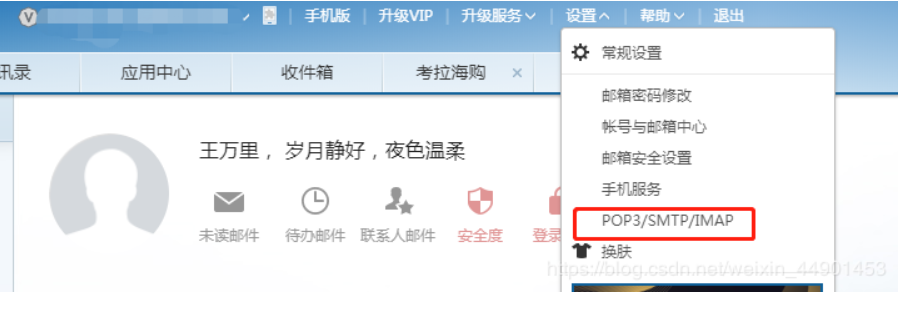 手机版 升级VIP 升级服务 设置 帮助 退出
讯录 应用中心 收件箱 考拉海购 ×
常规设置
邮箱密码修改
帐号与邮箱中心
邮箱安全设置
手机服务
POP3/SMTP/IMAP
换肤
王万里，岁月静好，夜色温柔
未读邮件 待办邮件 联系人邮件 安全度 登录
https://blog.csdn.net/weixin_44901453